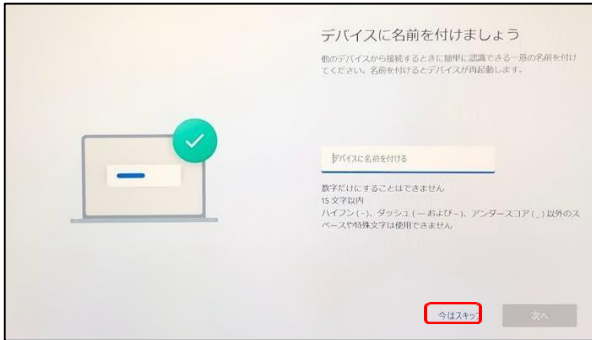 デバイスに名前を付けましょう
他のデバイスから接続するときに簡単に認識できる一意の名前を付け
てください。名前を付けるとデバイスが再起動します。
デバイスに名前を付ける
数字だけにすることはできません
15 文字以内
ハイフン (-)、ダッシュ (— および –)、アンダースコア ( _ ) 以外のス
ペースや特殊文字は使用できません
今はスキップ
次へ